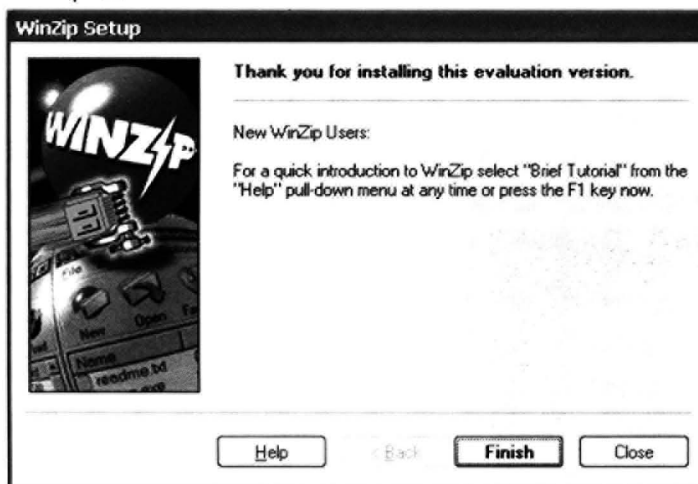 WinZip Setup
WINZIP
File
New
Open
Name
readme.txt
.exe
Thank you for installing this evaluation version.
New WinZip Users:
For a quick introduction to WinZip select "Brief Tutorial" from the
"Help" pull-down menu at any time or press the F1 key now.
Help
< Back
Finish
Close